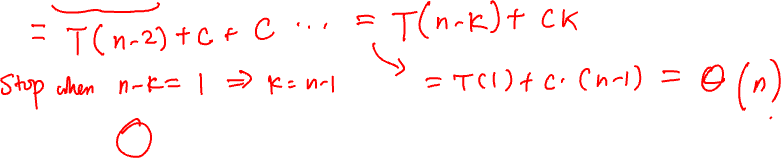 = T(n-2) + c + c ... = T(n-k) + ck
Stop when n-k = 1 ⇒ k = n-1 = T(1) + c · (n-1) = Θ(n)